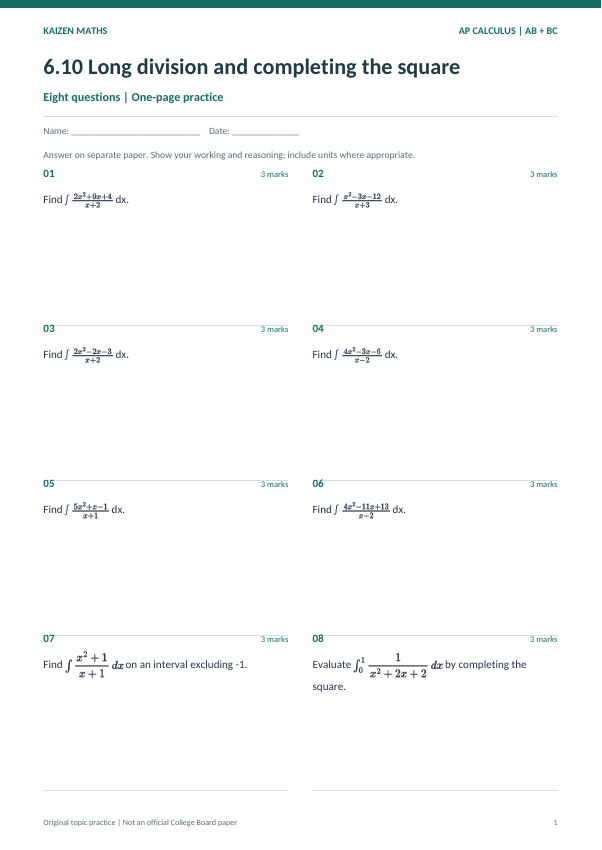 KAIZEN MATHS
AP CALCULUS | AB + BC
6.10 Long division and completing the square
Eight questions | One-page practice
Name: ____________________________ Date: ______________
Answer on separate paper. Show your working and reasoning; include units where appropriate.
01 3 marks
Find ∫ (2x²+9x+4)/(x+2) dx.
02 3 marks
Find ∫ (x²−3x−12)/(x+3) dx.
03 3 marks
Find ∫ (2x²−2x−3)/(x+2) dx.
04 3 marks
Find ∫ (4x²−3x−6)/(x−2) dx.
05 3 marks
Find ∫ (5x²+x−1)/(x+1) dx.
06 3 marks
Find ∫ (4x²−11x+13)/(x−2) dx.
07 3 marks
Find ∫ (x² + 1)/(x + 1) dx on an interval excluding -1.
08 3 marks
Evaluate ∫₀¹ 1/(x² + 2x + 2) dx by completing the
square.
Original topic practice | Not an official College Board paper
1